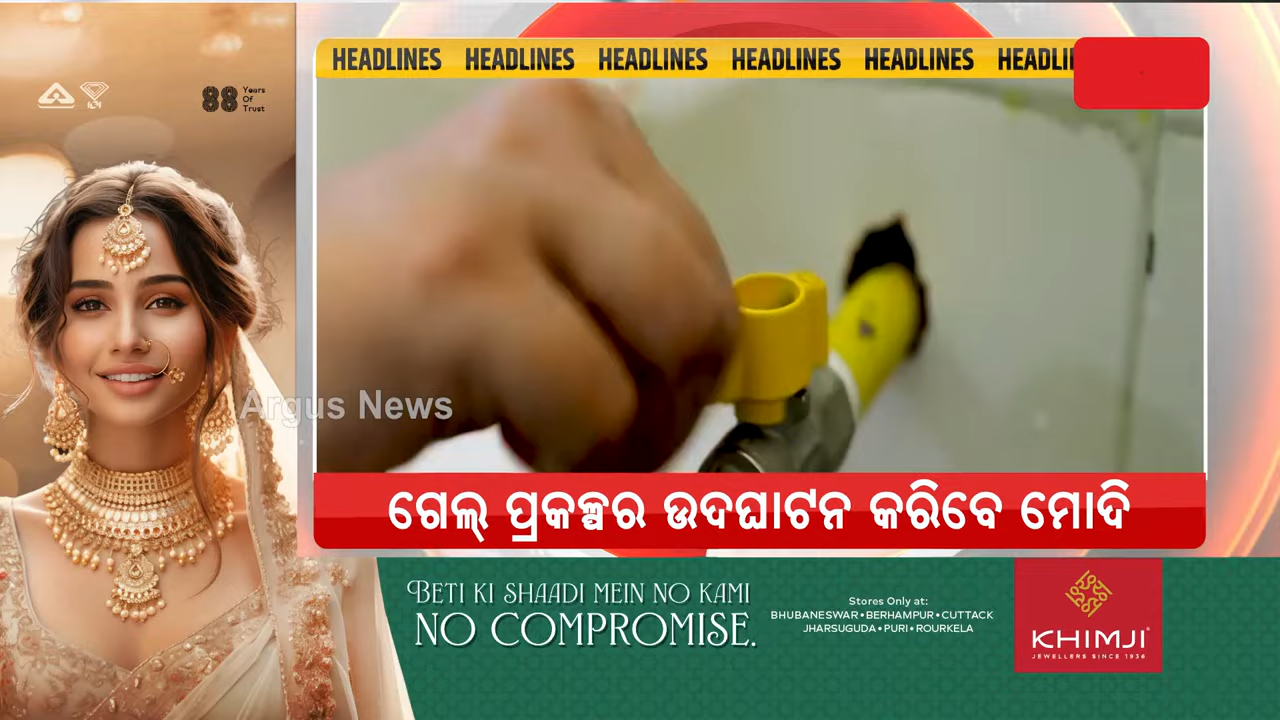 HEADLINES HEADLINES HEADLINES HEADLINES HEADLINES HEADLI
88 Years
Of
Trust
Argus News
ଗେଲ୍ ପ୍ରକଳ୍ପର ଉଦଘାଟନ କରିବେ ମୋଦି
BETI KI SHAADI MEIN NO KAMI
NO COMPROMISE.
Stores Only at:
BHUBANESWAR • BERHAMPUR • CUTTACK
JHARSUGUDA • PURI • ROURKELA
KHIMJI®
JEWELLERS SINCE 1936